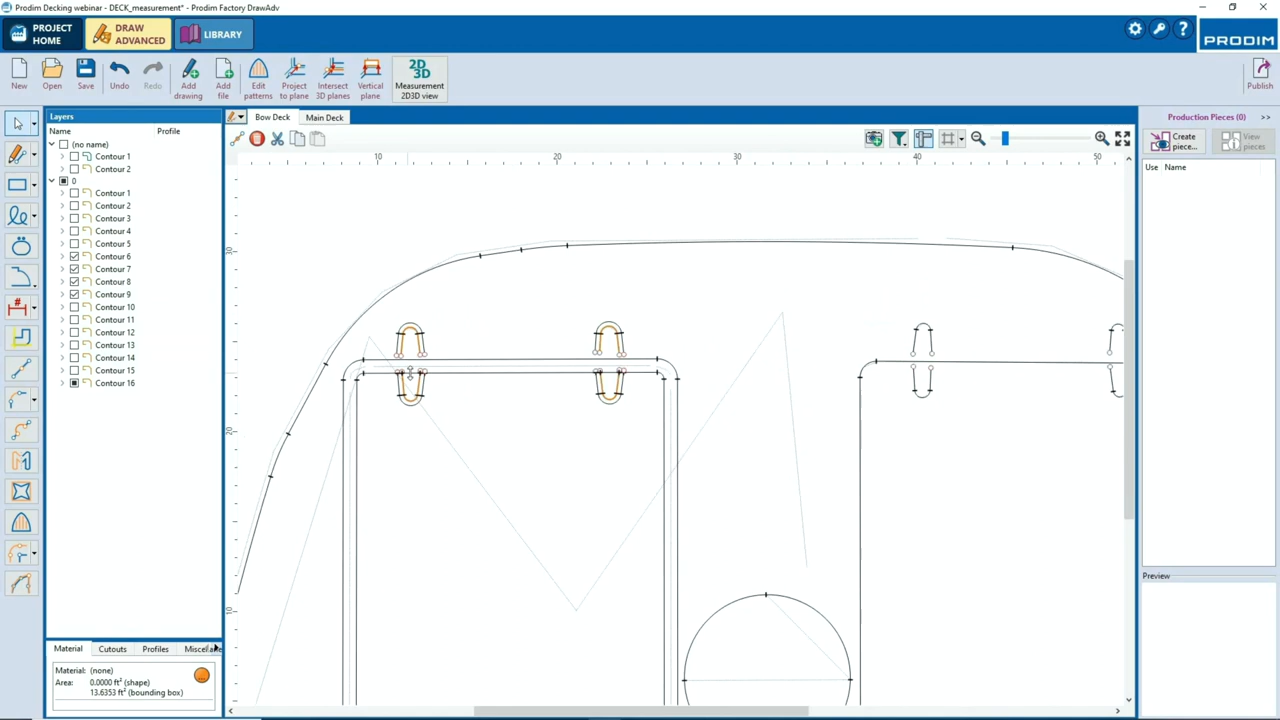 Prodim Decking webinar - DECK_measurement* - Prodim Factory DrawAdv
PROJECT HOME
DRAW ADVANCED
LIBRARY
PRODIM
New
Open
Save
Undo
Redo
Add drawing
Add file
Edit patterns
Project to plane
Intersect 3D planes
Vertical plane
2D 3D
Measurement 2D3D view
Publish
Layers
Name Profile
(no name)
Contour 1
Contour 2
0
Contour 1
Contour 2
Contour 3
Contour 4
Contour 5
Contour 6
Contour 7
Contour 8
Contour 9
Contour 10
Contour 11
Contour 12
Contour 13
Contour 14
Contour 15
Contour 16
Material Cutouts Profiles
Material: (none)
Area: 0.0000 ft² (shape)
13.6353 ft² (bounding box)
Bow Deck Main Deck
10 20 30 40 50
30
20
10
Production Pieces (0) >>
Create piece...
View pieces
Use Name
Preview